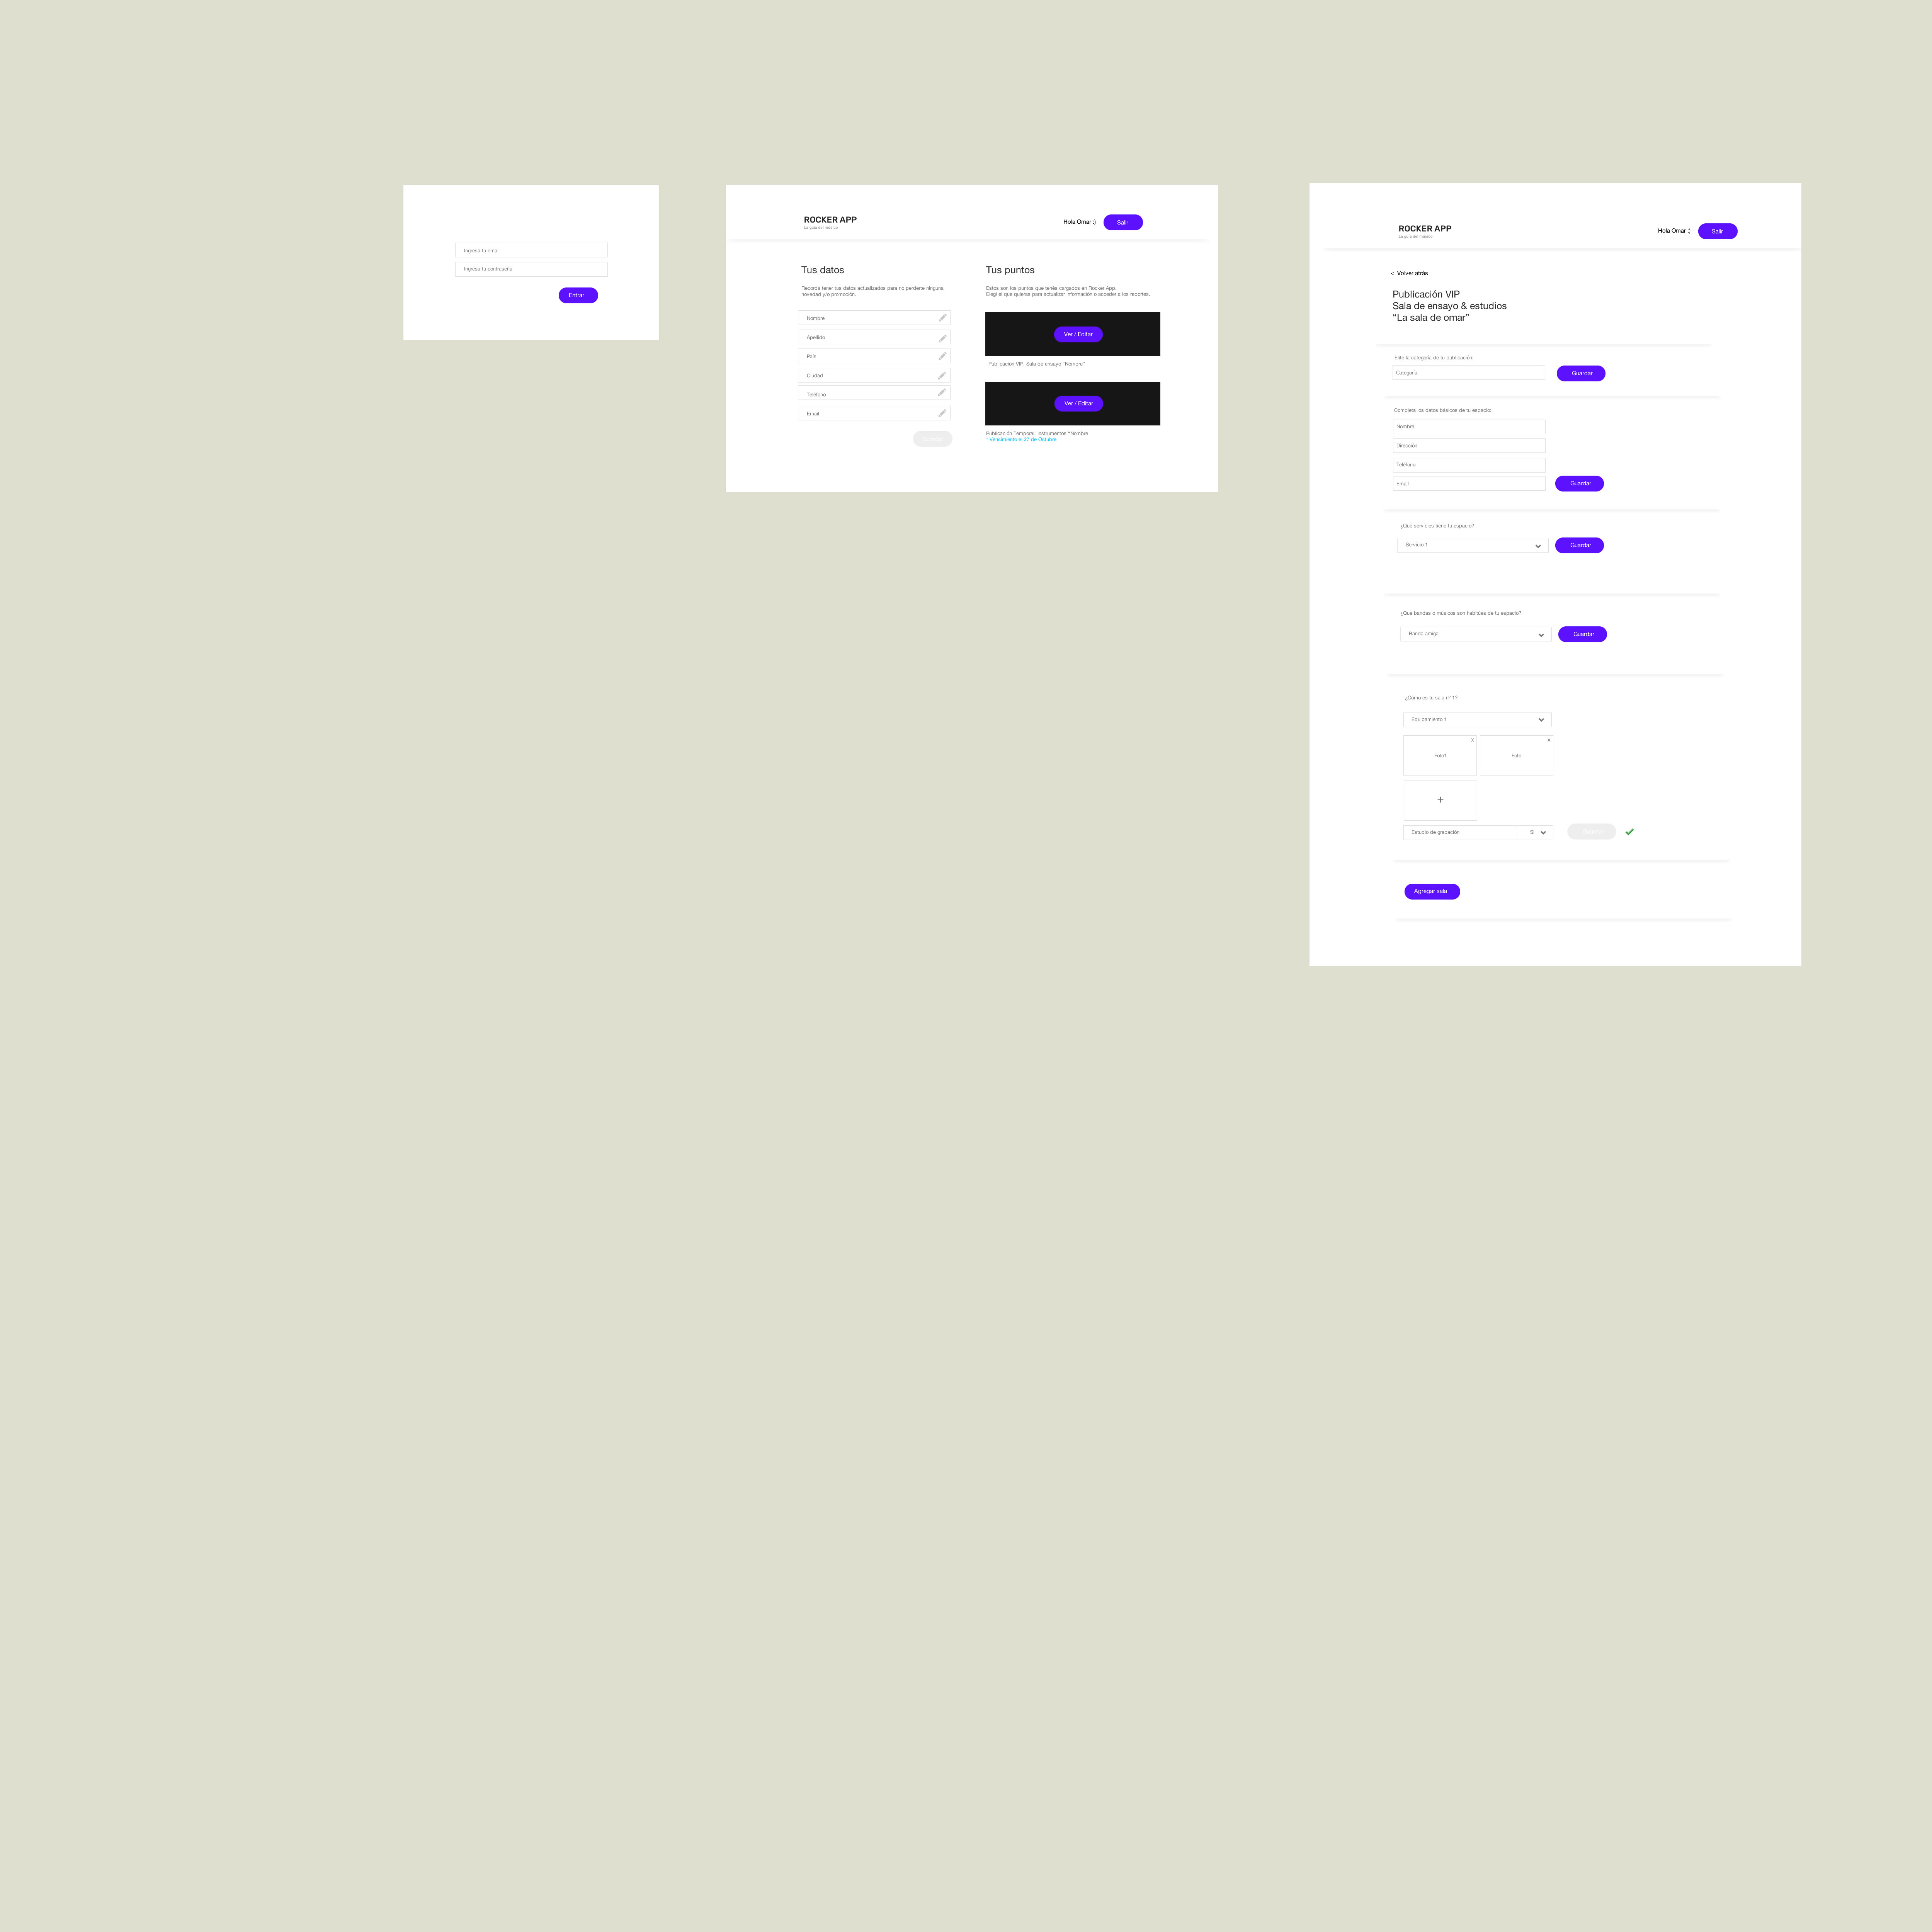 Ingresa tu email
Ingresa tu contraseña
Entrar
ROCKER APP
La guía del músico
Hola Omar :)
Salir
Tus datos
Recordá tener tus datos actualizados para no perderte ninguna
novedad y/o promoción.
Nombre
Apellido
País
Ciudad
Teléfono
Email
Tus puntos
Estos son los puntos que tenés cargados en Rocker App.
Elegí el que quieras para actualizar información o acceder a los reportes.
Ver / Editar
Publicación VIP. Sala de ensayo "Nombre"
Ver / Editar
Publicación Temporal. Instrumentos "Nombre
* Vencimiento el 27 de Octubre
ROCKER APP
La guía del músico
Hola Omar :)
Salir
< Volver atrás
Publicación VIP
Sala de ensayo & estudios
“La sala de omar”
Elite la categoría de tu publicación:
Categoría
Guardar
Completa los datos básicos de tu espacio:
Nombre
Dirección
Teléfono
Email
Guardar
¿Qué servicios tiene tu espacio?
Servicio 1
Guardar
¿Qué bandas o músicos son habitúes de tu espacio?
Banda amiga
Guardar
¿Cómo es tu sala nº 1?
Equipamiento 1
x
Foto1
x
Foto
+
Estudio de grabación
Si
Agregar sala